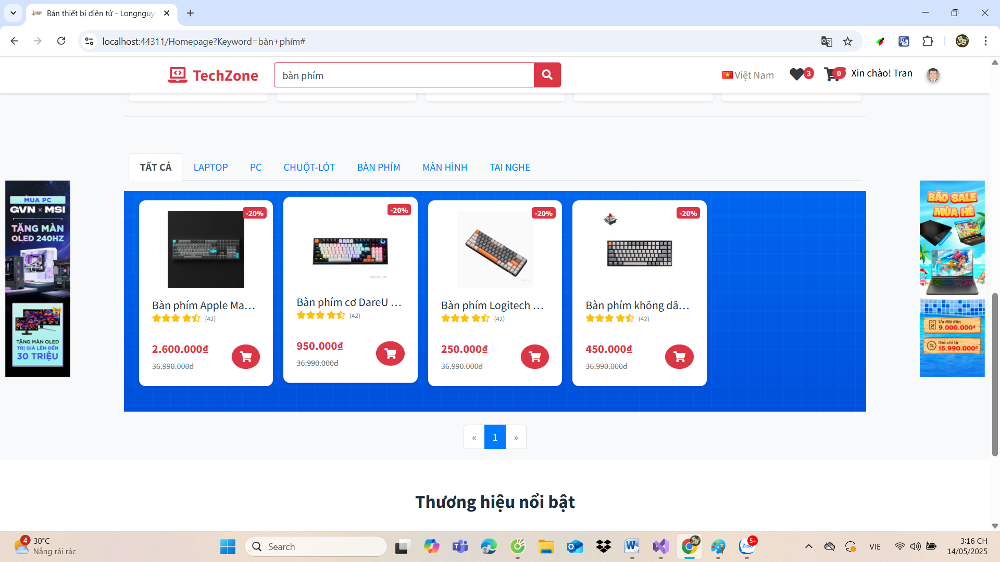 Bán thiết bị điện tử - Longnguy
localhost:44311/Homepage?Keyword=bàn+phím#
TechZone
bàn phím
Việt Nam
3
0
Xin chào! Tran
TẤT CẢ
LAPTOP
PC
CHUỘT-LÓT
BÀN PHÍM
MÀN HÌNH
TAI NGHE
MUA PC
GVN × MSI
TẶNG MÀN
OLED 240HZ
TẶNG MÀN OLED
TRỊ GIÁ LÊN ĐẾN
30 TRIỆU
-20%
Bàn phím Apple Ma...
(42)
2.600.000₫
36.990.000đ
-20%
Bàn phím cơ DareU ...
(42)
950.000₫
36.990.000đ
-20%
Bàn phím Logitech ...
(42)
250.000₫
36.990.000đ
-20%
Bàn phím không dâ...
(42)
450.000₫
36.990.000đ
BÃO SALE
MÙA HÈ
Ưu đãi đến
9.000.000đ
Giá chỉ từ
15.990.000đ
« 1 »
Thương hiệu nổi bật
4
30°C
Nắng rải rác
Search
5+
Zalo
VIE
3:16 CH
14/05/2025